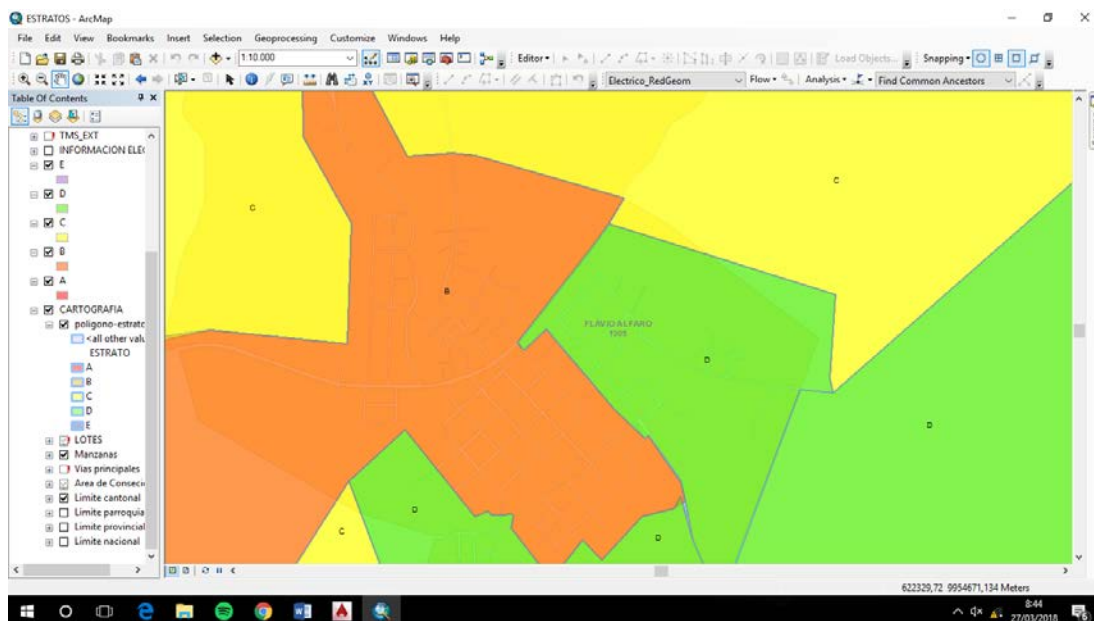 ESTRATOS - ArcMap
File Edit View Bookmarks Insert Selection Geoprocessing Customize Windows Help
1:10.000 Editor Load Objects... Snapping
Electrico_RedGeom Flow Analysis Find Common Ancestors
Table Of Contents
TMS_EXT
INFORMACION ELE
E
D
C
B
A
CARTOGRAFIA
poligono-estrato
<all other valu
ESTRATO
A
B
C
D
E
LOTES
Manzanas
Vias principales
Area de Conseci
Limite cantonal
Limite parroquia
Limite provincial
Limite nacional
C
C
B
FLAVIO ALFARO
D
D
D
C
D
622329,72 9954671,134 Meters
8:44
27/03/2018